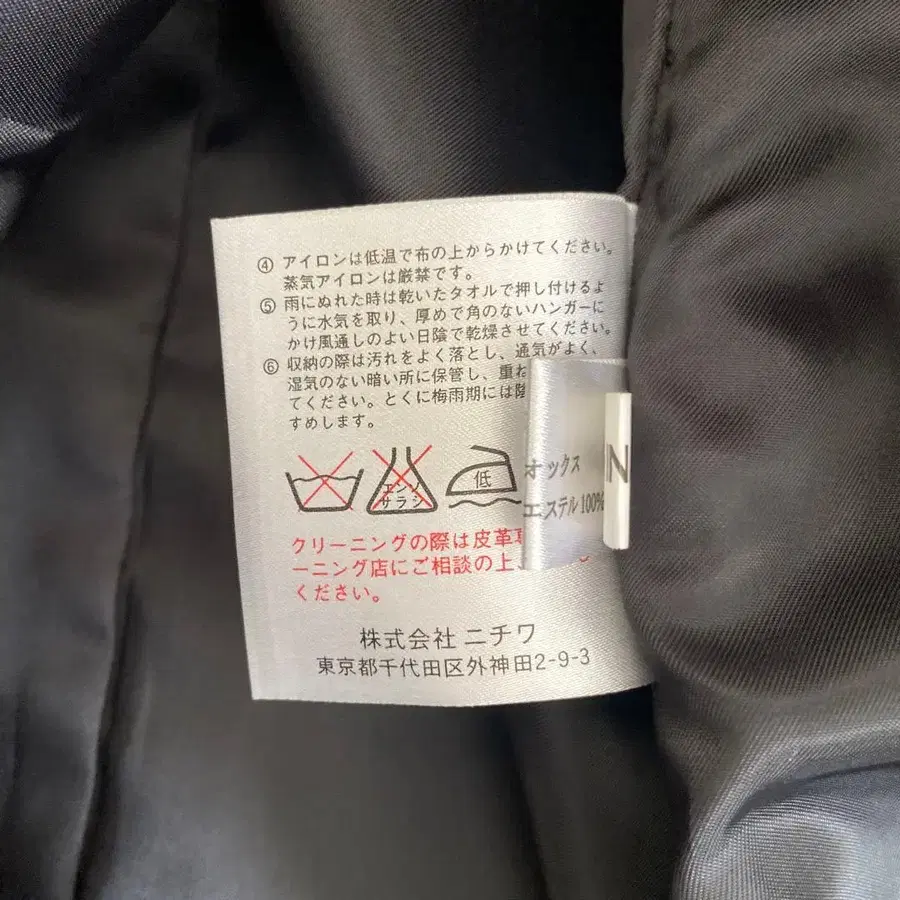 ④ アイロンは低温で布の上からかけてください。
蒸気アイロンは厳禁です。
⑤ 雨にぬれた時は乾いたタオルで押し付けるよ
うに水気を取り、厚めで角のないハンガーに
かけ風通しのよい日陰で乾燥させてください。
⑥ 収納の際は汚れをよく落とし、通気がよく、
湿気のない暗い所に保管し、重ね
てください。とくに梅雨期には陰
すめします。
エンソ
サラシ
低
オックス
エステル 100%
N
クリーニングの際は皮革専
ーニング店にご相談の上
ください。
株式会社 ニチワ
東京都千代田区外神田2-9-3